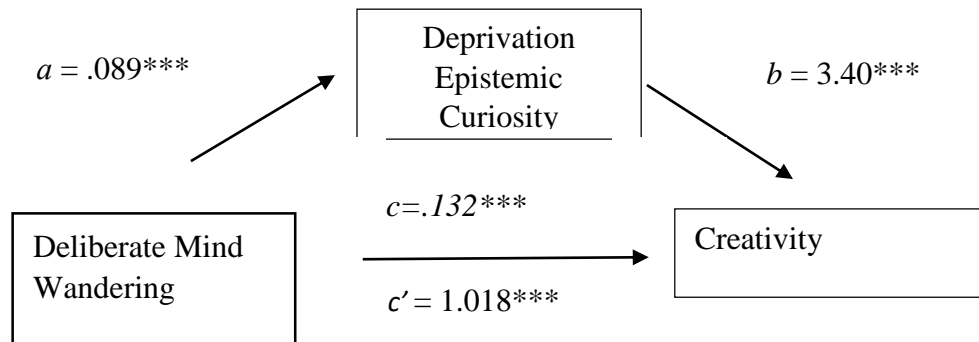 Deprivation
Epistemic
Curiosity
a = .089***
b = 3.40***
c=.132***
Deliberate Mind
Wandering
Creativity
c’ = 1.018***